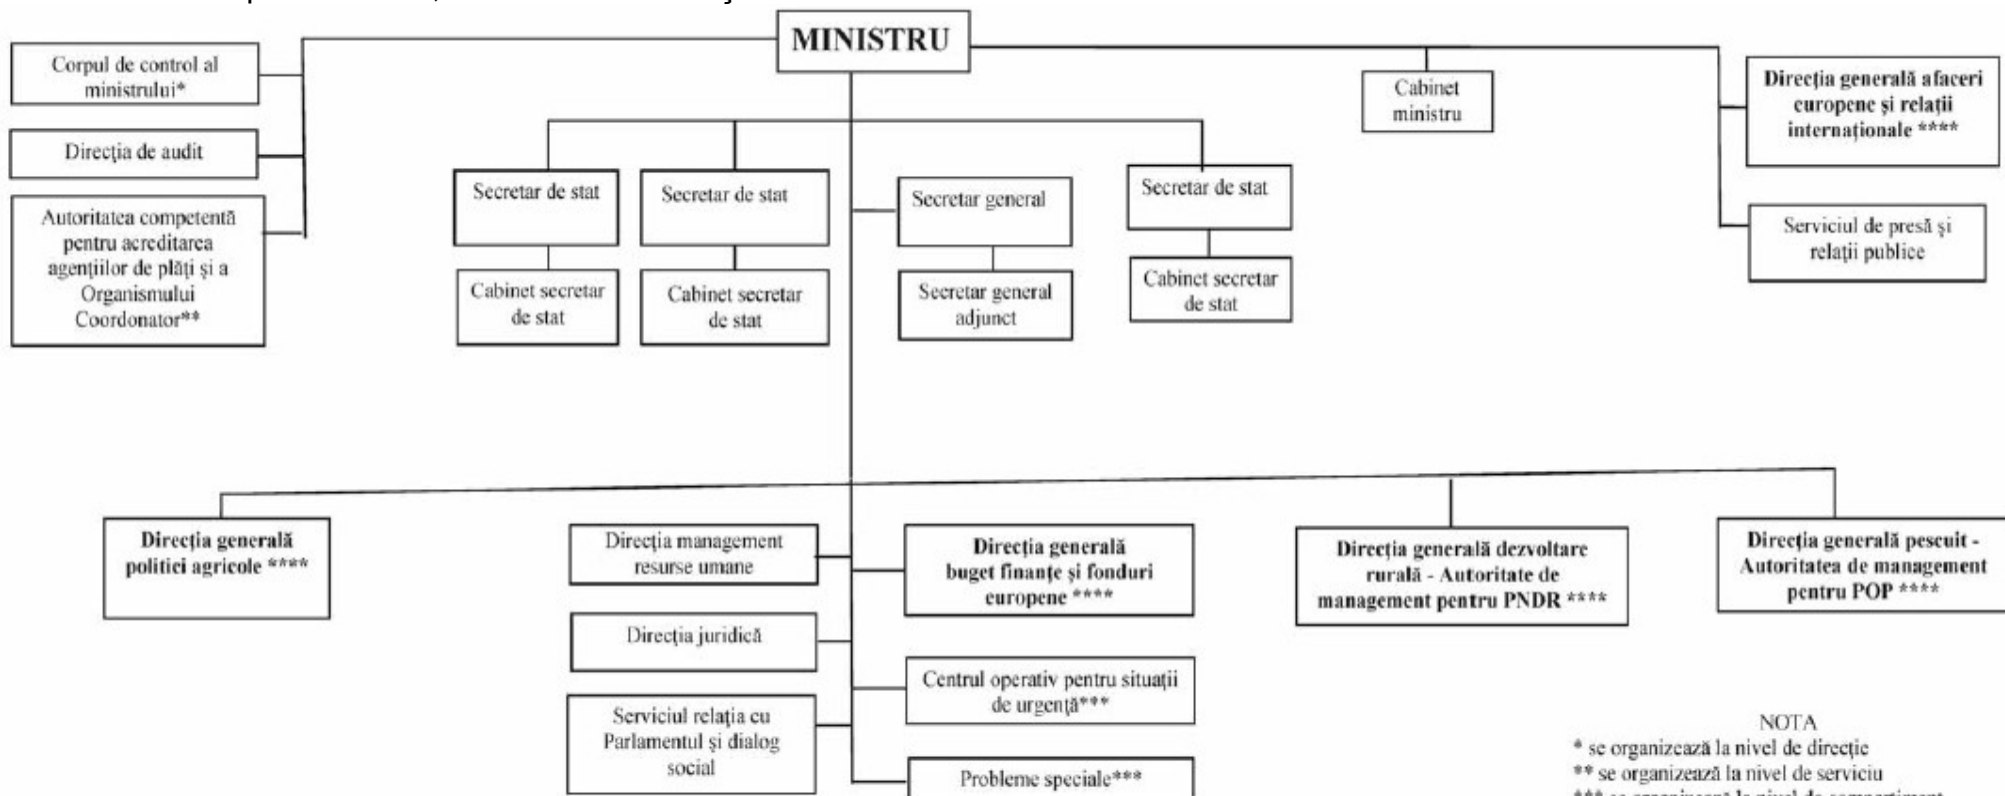 MINISTRU
Corpul de control al
ministrului*
Direcţia de audit
Autoritatea competentă
pentru acreditarea
agenţiilor de plăţi şi a
Organismului
Coordonator**
Secretar de stat
Cabinet secretar
de stat
Secretar de stat
Cabinet secretar
de stat
Secretar general
Secretar general
adjunct
Secretar de stat
Cabinet secretar
de stat
Cabinet
ministru
Direcţia generală afaceri
europene şi relaţii
internaţionale ****
Serviciul de presă şi
relaţii publice
Direcţia generală
politici agricole ****
Direcţia management
resurse umane
Direcţia juridică
Serviciul relaţia cu
Parlamentul şi dialog
social
Direcţia generală
buget finanţe şi fonduri
europene ****
Centrul operativ pentru situaţii
de urgenţă***
Probleme speciale***
Direcţia generală dezvoltare
rurală - Autoritate de
management pentru PNDR ****
Direcţia generală pescuit -
Autoritatea de management
pentru POP ****
NOTA
* se organizează la nivel de direcţie
** se organizează la nivel de serviciu
*** se organizează la nivel de compartiment